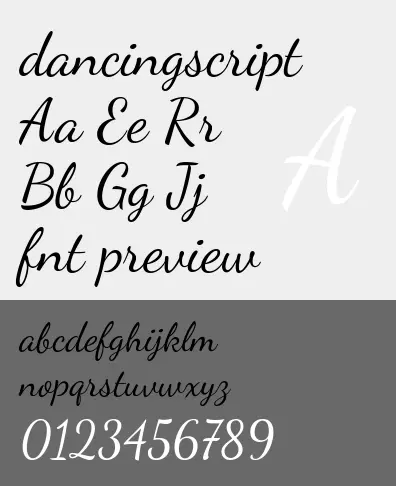 dancingscript
Aa Ee Rr
A
Bb Gg Jj
fnt preview
abcdefghijklm
nopqrstuvwxyz
0123456789